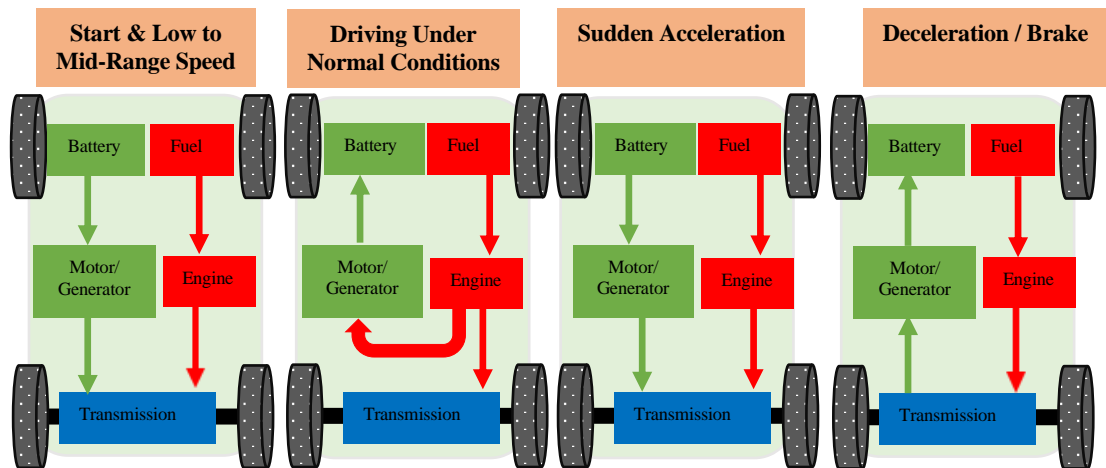 Start & Low to
Mid-Range Speed
Battery
Fuel
Motor/
Generator
Engine
Transmission
Driving Under
Normal Conditions
Battery
Fuel
Motor/
Generator
Engine
Transmission
Sudden Acceleration
Battery
Fuel
Motor/
Generator
Engine
Transmission
Deceleration / Brake
Battery
Fuel
Motor/
Generator
Engine
Transmission